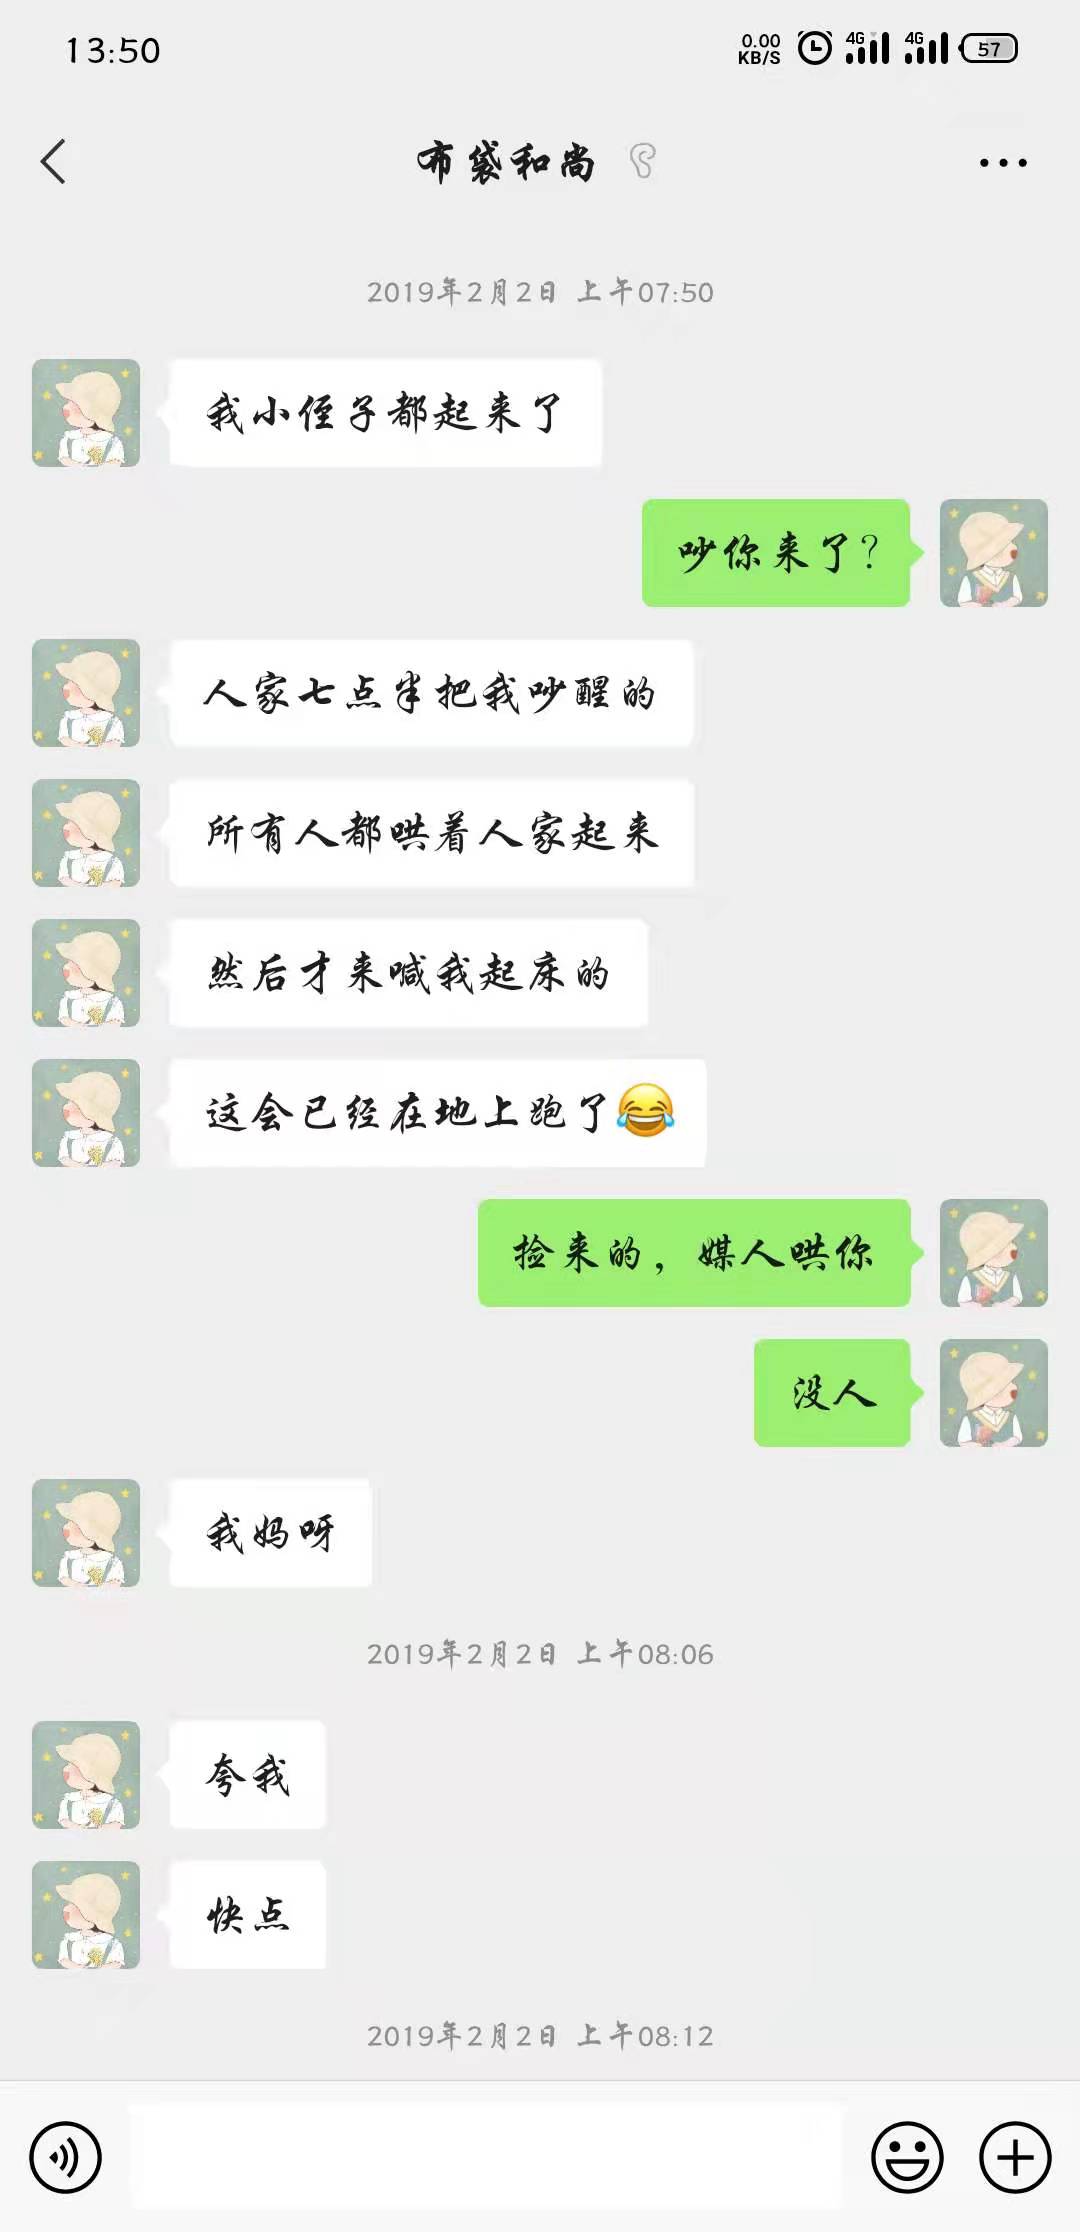 13:50
0.00 KB/S 4G 4G 57
布袋和尚
2019年2月2日 上午07:50
我小侄子都起来了
吵你来了?
人家七点半把我吵醒的
所有人都哄着人家起来
然后才来喊我起床的
这会已经在地上跑了😂
捡来的，媒人哄你
没人
我妈呀
2019年2月2日 上午08:06
夸我
快点
2019年2月2日 上午08:12